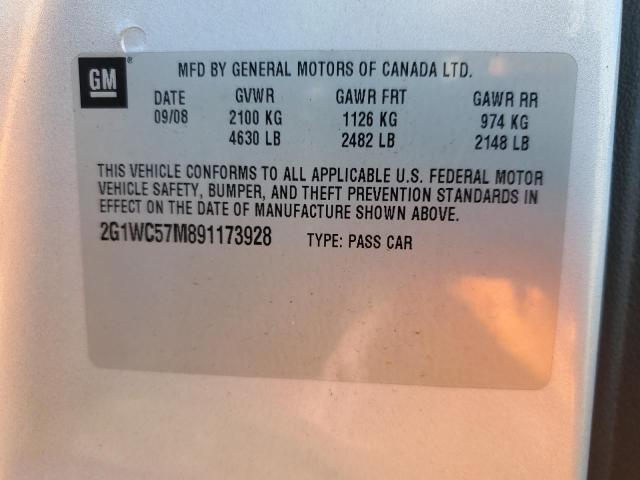 GM ®
MFD BY GENERAL MOTORS OF CANADA LTD.
DATE GVWR GAWR FRT GAWR RR
09/08 2100 KG 1126 KG 974 KG
4630 LB 2482 LB 2148 LB
THIS VEHICLE CONFORMS TO ALL APPLICABLE U.S. FEDERAL MOTOR
VEHICLE SAFETY, BUMPER, AND THEFT PREVENTION STANDARDS IN
EFFECT ON THE DATE OF MANUFACTURE SHOWN ABOVE.
2G1WC57M891173928 TYPE: PASS CAR